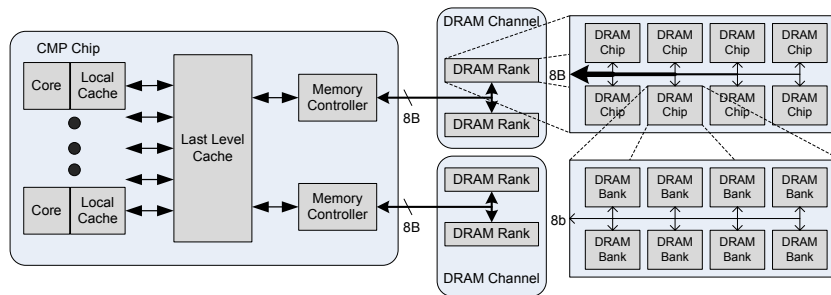 CMP Chip
Core
Local
Cache
Core
Local
Cache
Last Level
Cache
Memory
Controller
8B
Memory
Controller
8B
DRAM Channel
DRAM Rank
DRAM Rank
DRAM Rank
DRAM Rank
DRAM Channel
8B
DRAM
Chip
DRAM
Chip
DRAM
Chip
DRAM
Chip
DRAM
Chip
DRAM
Chip
DRAM
Chip
DRAM
Chip
8b
DRAM
Bank
DRAM
Bank
DRAM
Bank
DRAM
Bank
DRAM
Bank
DRAM
Bank
DRAM
Bank
DRAM
Bank